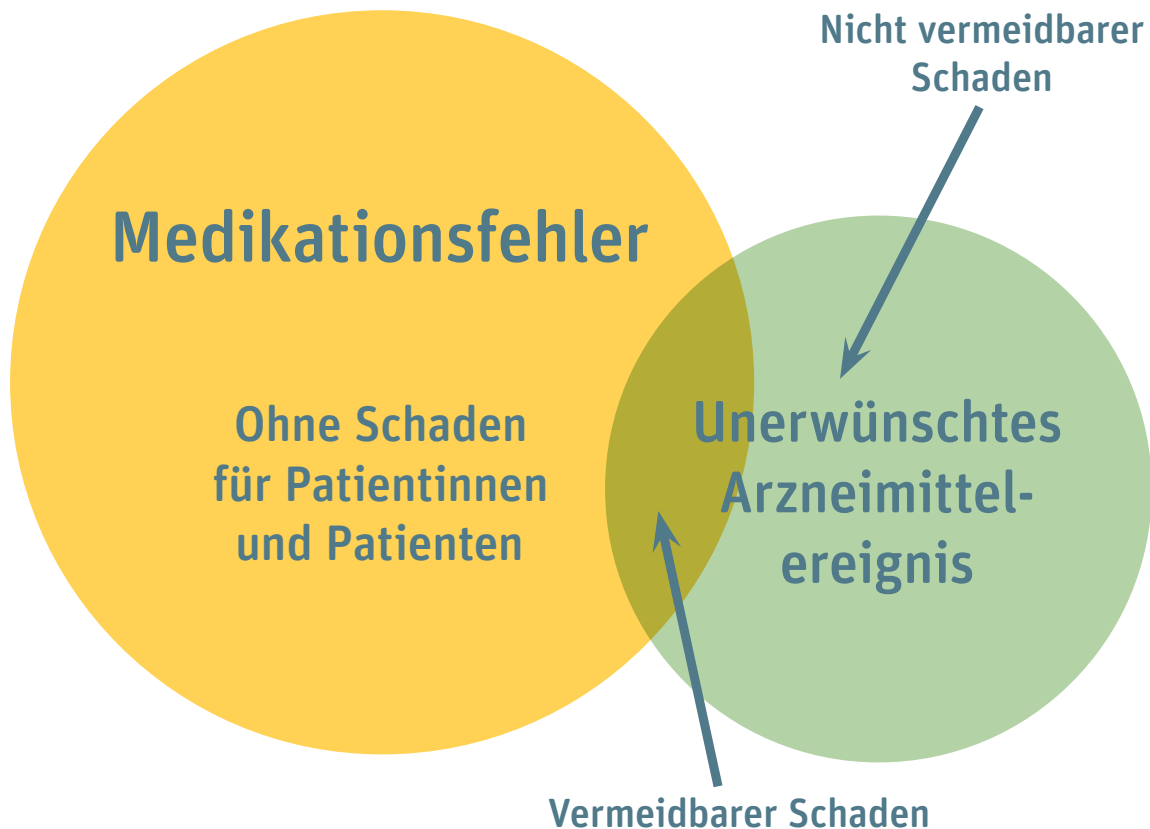 Nicht vermeidbarer
Schaden
Medikationsfehler
Ohne Schaden
für Patientinnen
und Patienten
Unerwünschtes
Arzneimittel-
ereignis
Vermeidbarer Schaden